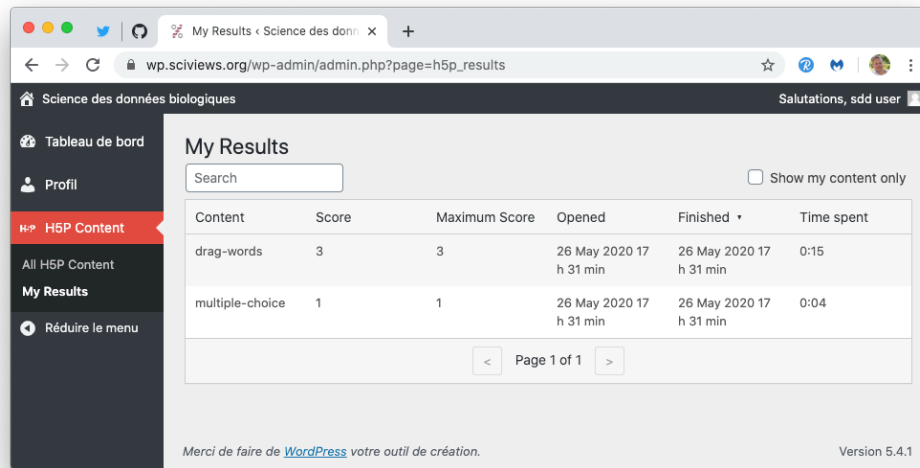 My Results ‹ Science des donn
wp.sciviews.org/wp-admin/admin.php?page=h5p_results
Science des données biologiques
Salutations, sdd user
Tableau de bord
Profil
H5P H5P Content
All H5P Content
My Results
Réduire le menu
My Results
Search
Show my content only
Content Score Maximum Score Opened Finished Time spent
drag-words 3 3 26 May 2020 17 26 May 2020 17 0:15
h 31 min h 31 min
multiple-choice 1 1 26 May 2020 17 26 May 2020 17 0:04
h 31 min h 31 min
< Page 1 of 1 >
Merci de faire de WordPress votre outil de création.
Version 5.4.1